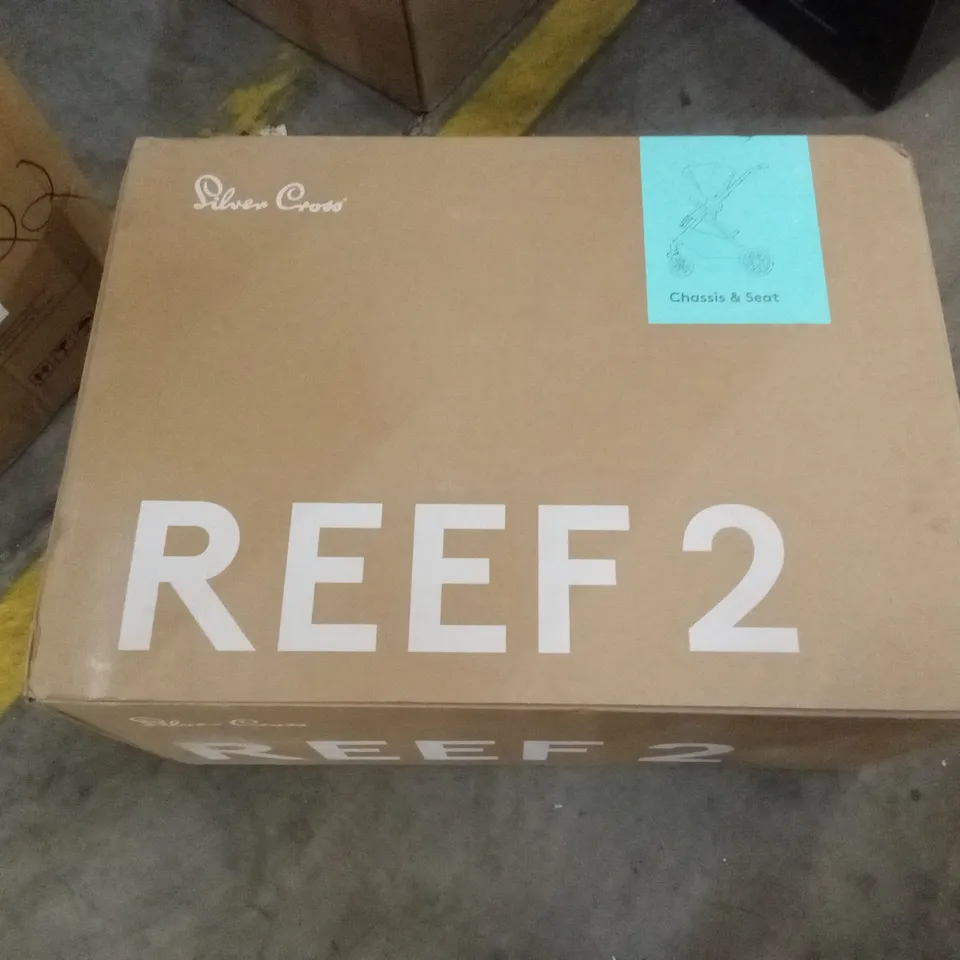 Silver Cross
Chassis & Seat
REEF 2
Silver Cross
REEF 2